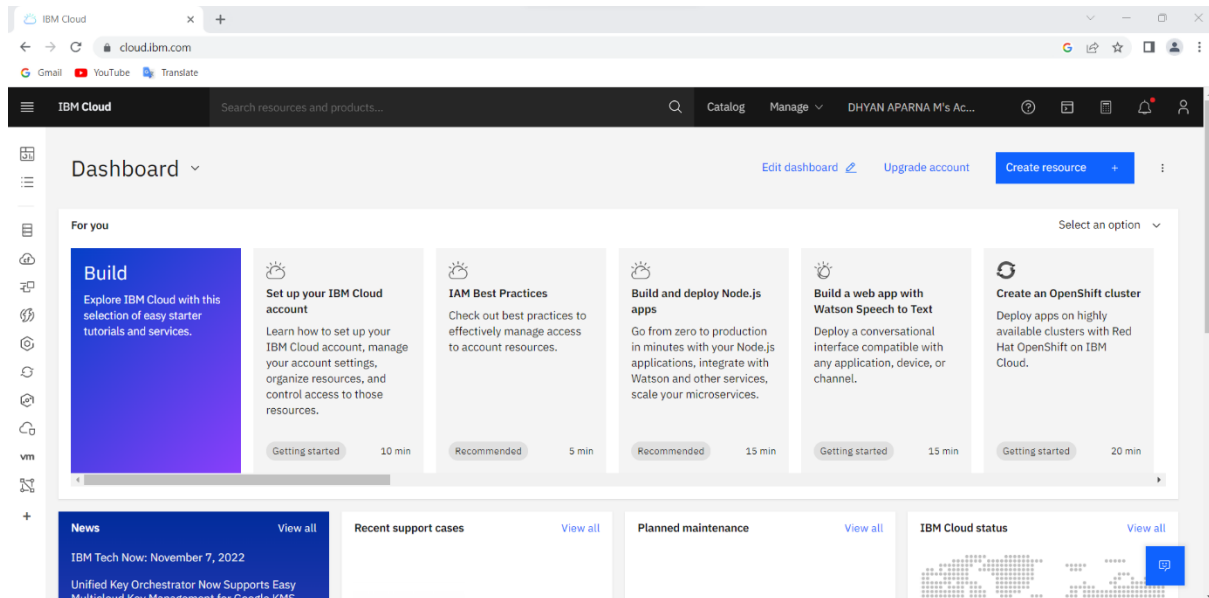 IBM Cloud
cloud.ibm.com
Gmail YouTube Translate
IBM Cloud Search resources and products... Catalog Manage DHYAN APARNA M's Ac...
Dashboard Edit dashboard Upgrade account Create resource +
For you Select an option
Build
Explore IBM Cloud with this
selection of easy starter
tutorials and services.
Set up your IBM Cloud
account
Learn how to set up your
IBM Cloud account, manage
your account settings,
organize resources, and
control access to those
resources.
Getting started 10 min
IAM Best Practices
Check out best practices to
effectively manage access
to account resources.
Recommended 5 min
Build and deploy Node.js
apps
Go from zero to production
in minutes with your Node.js
applications, integrate with
Watson and other services,
scale your microservices.
Recommended 15 min
Build a web app with
Watson Speech to Text
Deploy a conversational
interface compatible with
any application, device, or
channel.
Getting started 15 min
Create an OpenShift cluster
Deploy apps on highly
available clusters with Red
Hat OpenShift on IBM
Cloud.
Getting started 20 min
vm
News View all
IBM Tech Now: November 7, 2022
Unified Key Orchestrator Now Supports Easy
Multicloud Key Management for Google KMS
Recent support cases View all
Planned maintenance View all
IBM Cloud status View all